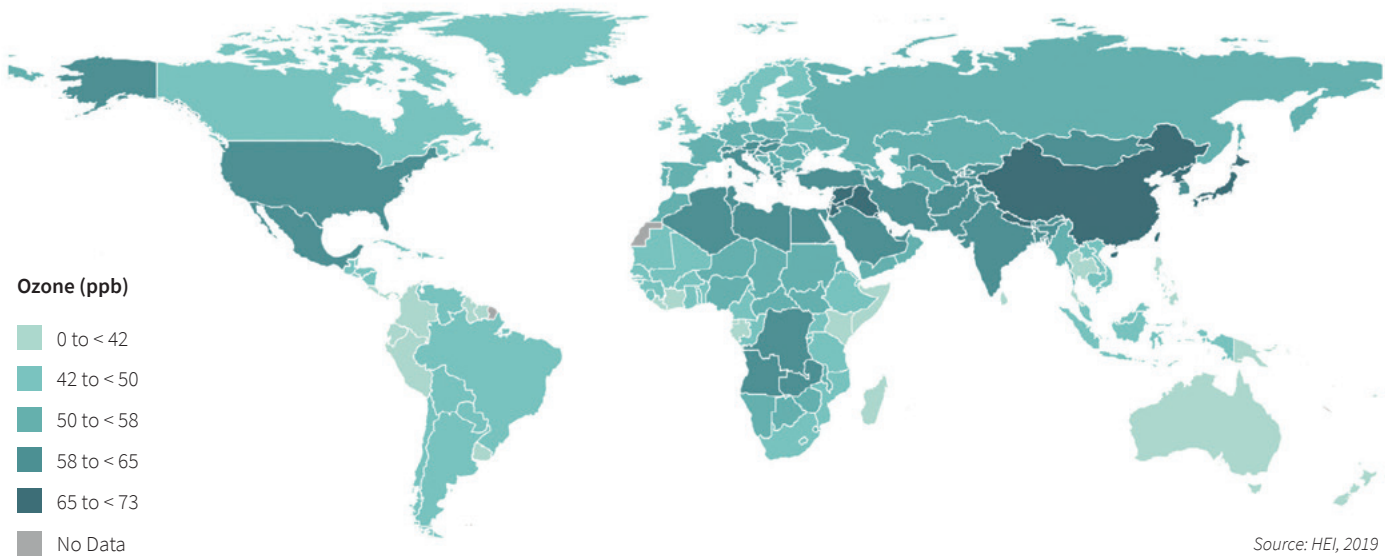 Ozone (ppb)
0 to < 42
42 to < 50
50 to < 58
58 to < 65
65 to < 73
No Data
Source: HEI, 2019